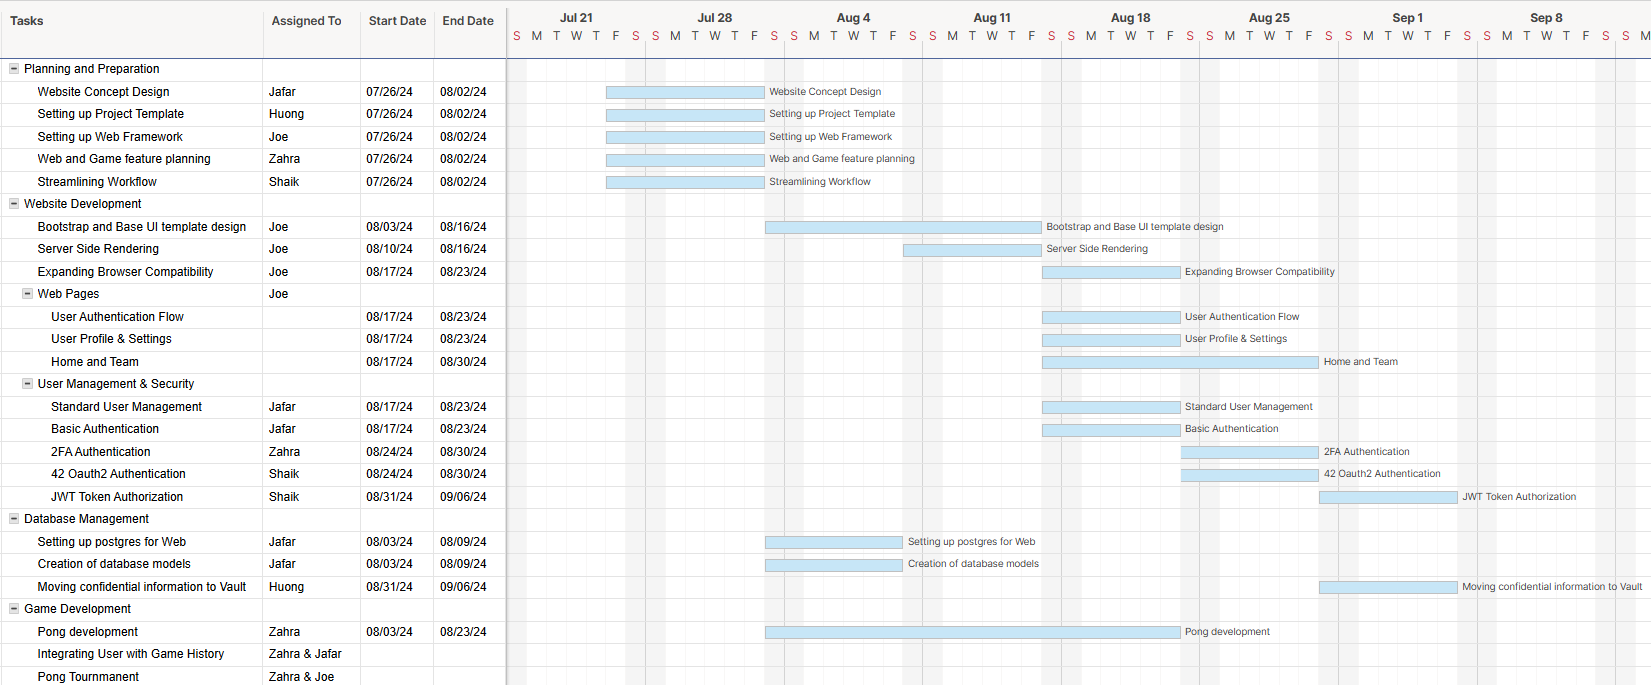 Tasks Assigned To Start Date End Date Jul 21 Jul 28 Aug 4 Aug 11 Aug 18 Aug 25 Sep 1 Sep 8
S M T W T F S S M T W T F S S M T W T F S S M T W T F S S M T W T F S S M T W T F S S M T W T F S S M T W T F S S M
Planning and Preparation
Website Concept Design Jafar 07/26/24 08/02/24 Website Concept Design
Setting up Project Template Huong 07/26/24 08/02/24 Setting up Project Template
Setting up Web Framework Joe 07/26/24 08/02/24 Setting up Web Framework
Web and Game feature planning Zahra 07/26/24 08/02/24 Web and Game feature planning
Streamlining Workflow Shaik 07/26/24 08/02/24 Streamlining Workflow
Website Development
Bootstrap and Base UI template design Joe 08/03/24 08/16/24 Bootstrap and Base UI template design
Server Side Rendering Joe 08/10/24 08/16/24 Server Side Rendering
Expanding Browser Compatibility Joe 08/17/24 08/23/24 Expanding Browser Compatibility
Web Pages Joe
User Authentication Flow 08/17/24 08/23/24 User Authentication Flow
User Profile & Settings 08/17/24 08/23/24 User Profile & Settings
Home and Team 08/17/24 08/30/24 Home and Team
User Management & Security
Standard User Management Jafar 08/17/24 08/23/24 Standard User Management
Basic Authentication Jafar 08/17/24 08/23/24 Basic Authentication
2FA Authentication Zahra 08/24/24 08/30/24 2FA Authentication
42 Oauth2 Authentication Shaik 08/24/24 08/30/24 42 Oauth2 Authentication
JWT Token Authorization Shaik 08/31/24 09/06/24 JWT Token Authorization
Database Management
Setting up postgres for Web Jafar 08/03/24 08/09/24 Setting up postgres for Web
Creation of database models Jafar 08/03/24 08/09/24 Creation of database models
Moving confidential information to Vault Huong 08/31/24 09/06/24 Moving confidential information to Vault
Game Development
Pong development Zahra 08/03/24 08/23/24 Pong development
Integrating User with Game History Zahra & Jafar
Pong Tournmanent Zahra & Joe